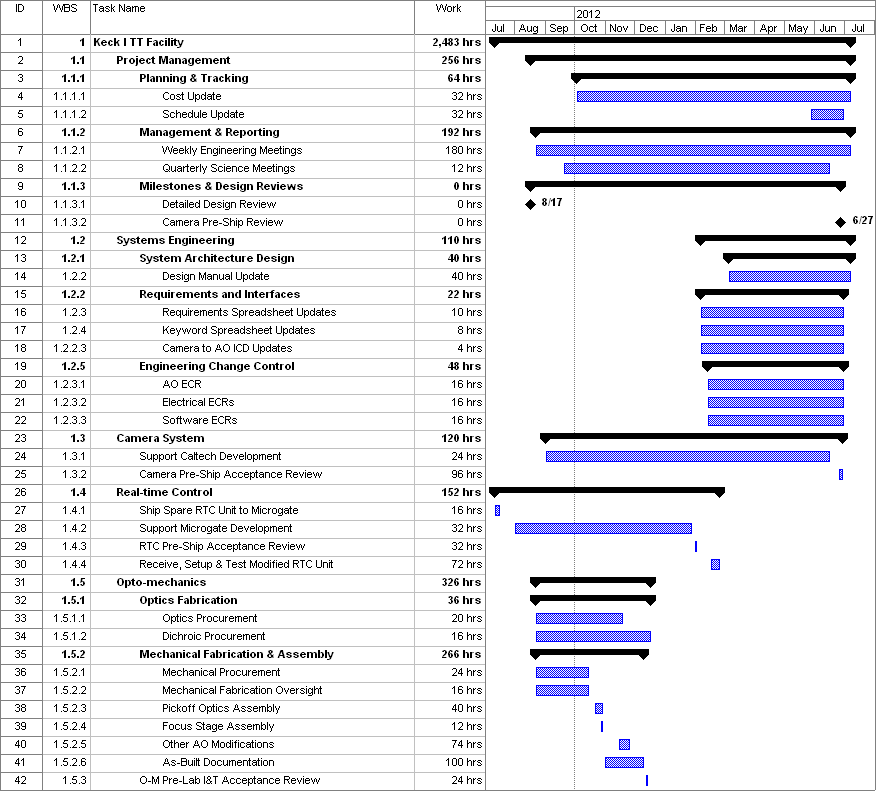 ID WBS Task Name Work
2012
Jul Aug Sep Oct Nov Dec Jan Feb Mar Apr May Jun Jul
1 1 Keck I TT Facility 2,483 hrs
2 1.1 Project Management 256 hrs
3 1.1.1 Planning & Tracking 64 hrs
4 1.1.1.1 Cost Update 32 hrs
5 1.1.1.2 Schedule Update 32 hrs
6 1.1.2 Management & Reporting 192 hrs
7 1.1.2.1 Weekly Engineering Meetings 180 hrs
8 1.1.2.2 Quarterly Science Meetings 12 hrs
9 1.1.3 Milestones & Design Reviews 0 hrs
10 1.1.3.1 Detailed Design Review 0 hrs 8/17
11 1.1.3.2 Camera Pre-Ship Review 0 hrs 6/27
12 1.2 Systems Engineering 110 hrs
13 1.2.1 System Architecture Design 40 hrs
14 1.2.2 Design Manual Update 40 hrs
15 1.2.2 Requirements and Interfaces 22 hrs
16 1.2.3 Requirements Spreadsheet Updates 10 hrs
17 1.2.4 Keyword Spreadsheet Updates 8 hrs
18 1.2.2.3 Camera to AO ICD Updates 4 hrs
19 1.2.5 Engineering Change Control 48 hrs
20 1.2.3.1 AO ECR 16 hrs
21 1.2.3.2 Electrical ECRs 16 hrs
22 1.2.3.3 Software ECRs 16 hrs
23 1.3 Camera System 120 hrs
24 1.3.1 Support Caltech Development 24 hrs
25 1.3.2 Camera Pre-Ship Acceptance Review 96 hrs
26 1.4 Real-time Control 152 hrs
27 1.4.1 Ship Spare RTC Unit to Microgate 16 hrs
28 1.4.2 Support Microgate Development 32 hrs
29 1.4.3 RTC Pre-Ship Acceptance Review 32 hrs
30 1.4.4 Receive, Setup & Test Modified RTC Unit 72 hrs
31 1.5 Opto-mechanics 326 hrs
32 1.5.1 Optics Fabrication 36 hrs
33 1.5.1.1 Optics Procurement 20 hrs
34 1.5.1.2 Dichroic Procurement 16 hrs
35 1.5.2 Mechanical Fabrication & Assembly 266 hrs
36 1.5.2.1 Mechanical Procurement 24 hrs
37 1.5.2.2 Mechanical Fabrication Oversight 16 hrs
38 1.5.2.3 Pickoff Optics Assembly 40 hrs
39 1.5.2.4 Focus Stage Assembly 12 hrs
40 1.5.2.5 Other AO Modifications 74 hrs
41 1.5.2.6 As-Built Documentation 100 hrs
42 1.5.3 O-M Pre-Lab I&T Acceptance Review 24 hrs